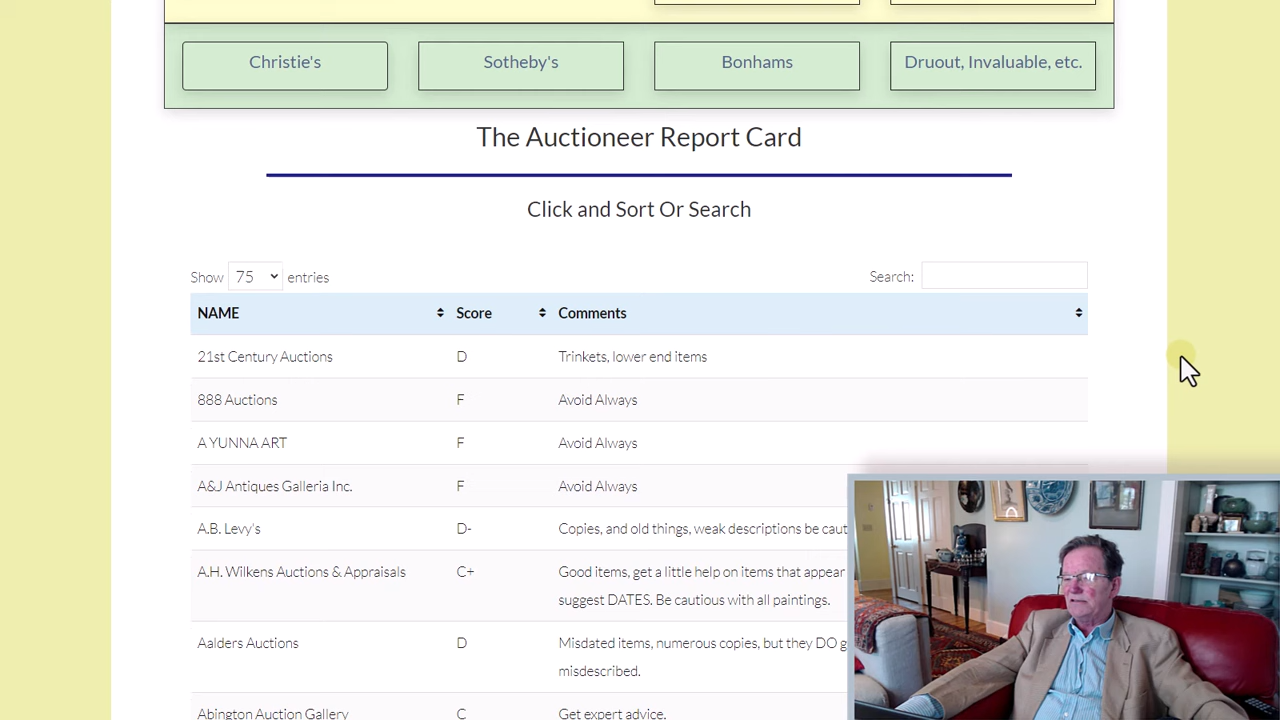 Christie's
Sotheby's
Bonhams
Druout, Invaluable, etc.
The Auctioneer Report Card
Click and Sort Or Search
Show 75 entries
Search:
NAME Score Comments
21st Century Auctions D Trinkets, lower end items
888 Auctions F Avoid Always
A YUNNA ART F Avoid Always
A&J Antiques Galleria Inc. F Avoid Always
A.B. Levy's D- Copies, and old things, weak descriptions be caut
A.H. Wilkens Auctions & Appraisals C+ Good items, get a little help on items that appear
suggest DATES. Be cautious with all paintings.
Aalders Auctions D Misdated items, numerous copies, but they DO g
misdescribed.
Abington Auction Gallery C Get expert advice.